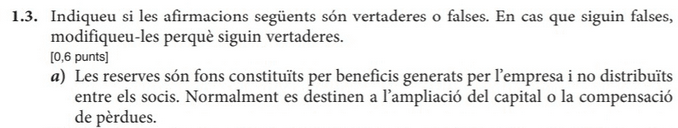 1.3. Indiqueu si les afirmacions següents són vertaderes o falses. En cas que siguin falses,
modifiqueu-les perquè siguin vertaderes.
[0,6 punts]
a) Les reserves són fons constituïts per beneficis generats per l’empresa i no distribuïts
entre els socis. Normalment es destinen a l’ampliació del capital o la compensació
de pèrdues.